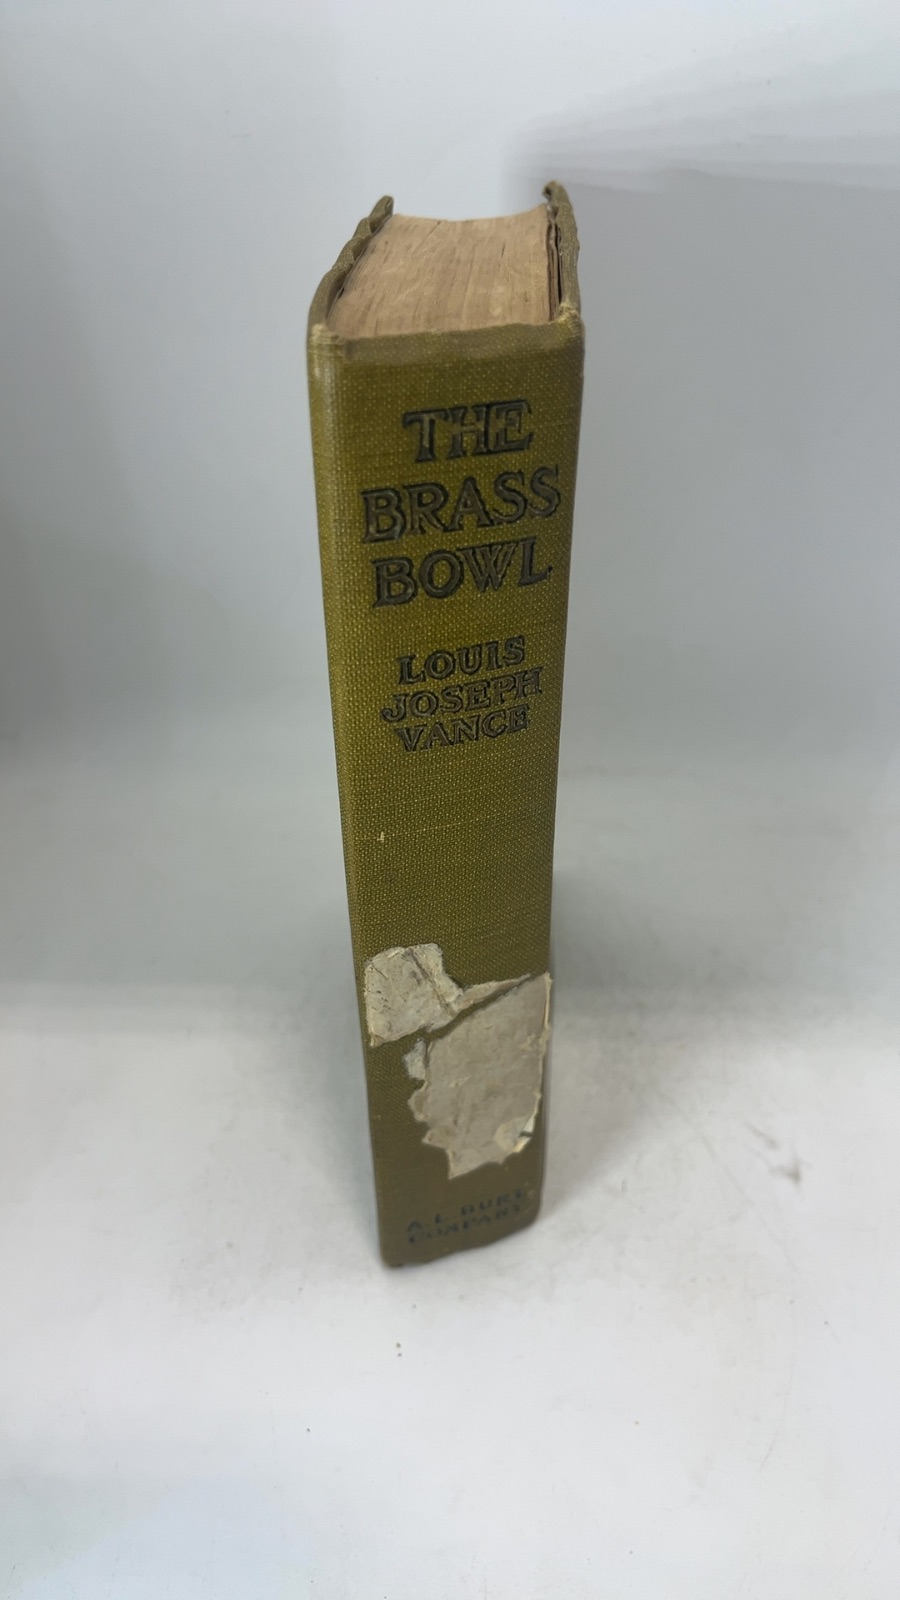 THE
BRASS
BOWL
LOUIS
JOSEPH
VANCE
A. L. BURT
COMPANY